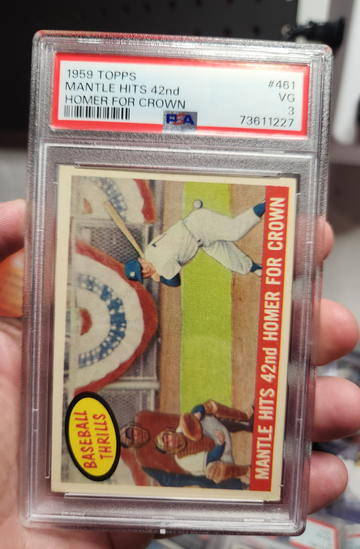 1959 TOPPS
MANTLE HITS 42nd
HOMER FOR CROWN
#461
VG
3
PSA
73611227
BASEBALL
THRILLS
MANTLE HITS 42nd HOMER FOR CROWN